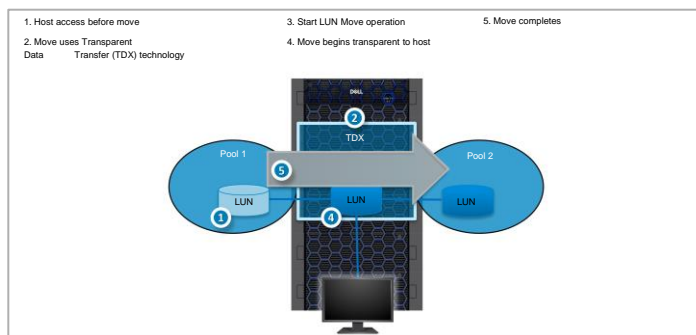 1. Host access before move
2. Move uses Transparent
Data Transfer (TDX) technology
3. Start LUN Move operation
4. Move begins transparent to host
5. Move completes
DELL
2
TDX
Pool 1
Pool 2
5
LUN
LUN
LUN
1
4